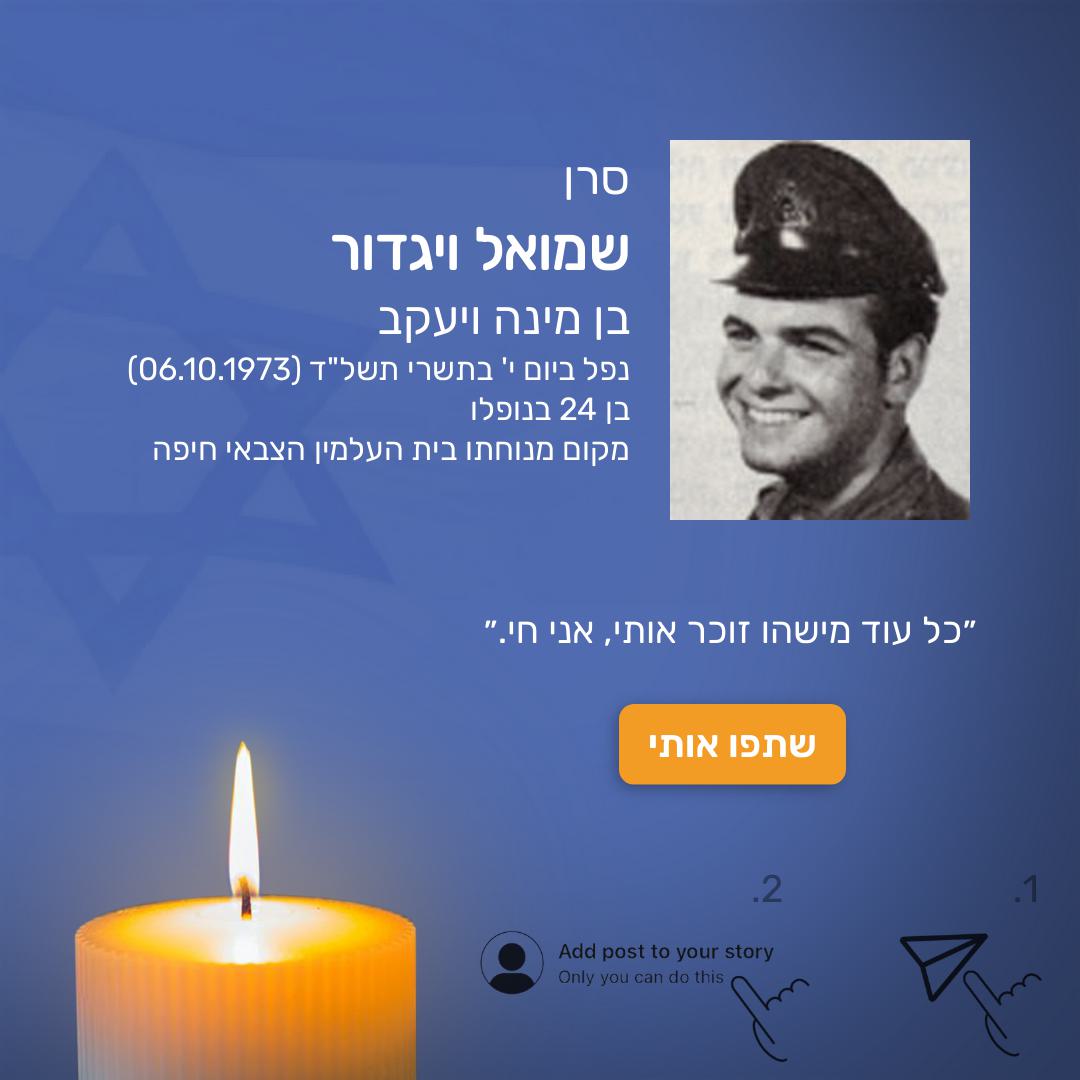 סרן
שמואל ויגדור
בן מינה ויעקב
נפל ביום י' בתשרי תשל"ד (06.10.1973)
בן 24 בנופלו
מקום מנוחתו בית העלמין הצבאי חיפה
״כל עוד מישהו זוכר אותי, אני חי.״
שתפו אותי
1.
2.
Add post to your story
Only you can do this